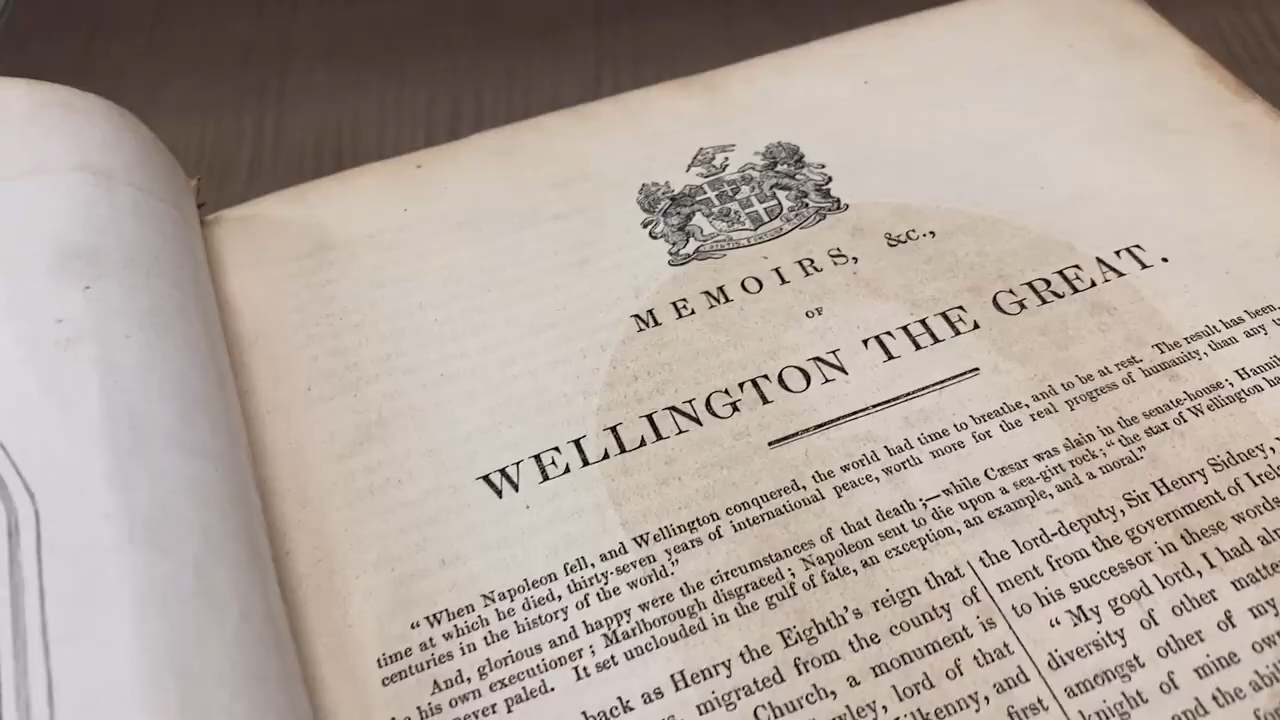 MEMOIRS, &c.,
OF
WELLINGTON THE GREAT.
"When Napoleon fell, and Wellington conquered, the world had time to breathe, and to be at rest. The result has been
time at which he died, thirty-seven years of international peace, worth more for the real progress of humanity, than any
centuries in the history of the world."
And, glorious and happy were the circumstances of that death;—while Cæsar was slain in the senate-house;
his own executioner; Marlborough disgraced; Napoleon sent to die upon a sea-girt rock; "the star of Wellington
never paled. It set unclouded in the gulf of fate, an exception, an example, and a moral."
back as Henry the Eighth's reign that
migrated from the county of
Church, a monument is
lord of that
and
first
the lord-deputy, Sir Henry Sidney,
ment from the government of
to his successor in these words
"My good lord, I had
diversity of other
amongst other of my
knight of mine
and the